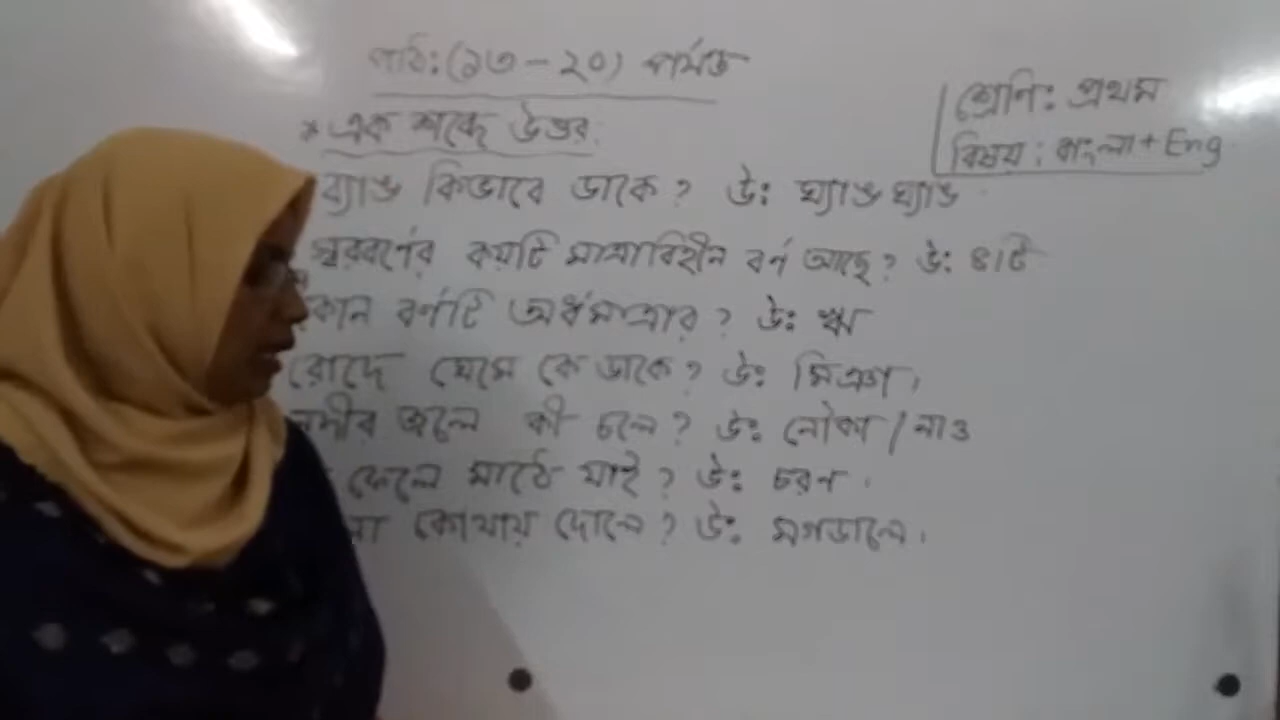 পাঠ: (১৩ - ২০) পর্যন্ত
শ্রেণি: প্রথম
বিষয়: বাংলা + Eng
* এক শব্দে উত্তর:
ব্যাঙ কিভাবে ডাকে? উঃ ঘ্যাঙ ঘ্যাঙ
স্বরবর্ণের কয়টি মাত্রাবিহীন বর্ণ আছে? উ: ৪টি
কোন বর্ণটি অর্ধমাত্রার? উঃ ঋ
রোদে ঘেমে কে ডাকে? উঃ মিঞা।
নদীর জলে কী চলে? উঃ নৌকা / নাও
ফেলে মাঠে যাই? উঃ চরণ।
কোথায় দোলে? উঃ মগডালে।